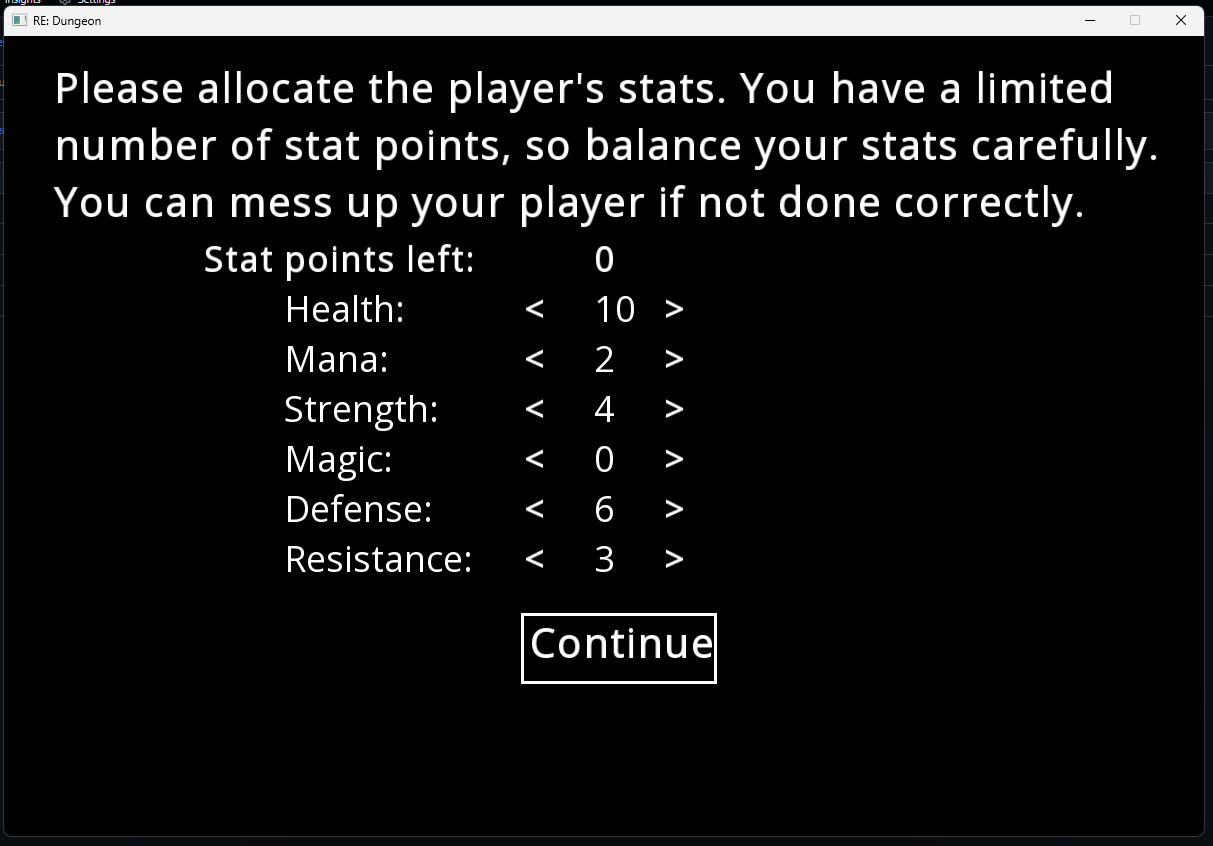 Settings
RE: Dungeon
Please allocate the player's stats. You have a limited
number of stat points, so balance your stats carefully.
You can mess up your player if not done correctly.
Stat points left: 0
Health: < 10 >
Mana: < 2 >
Strength: < 4 >
Magic: < 0 >
Defense: < 6 >
Resistance: < 3 >
Continue